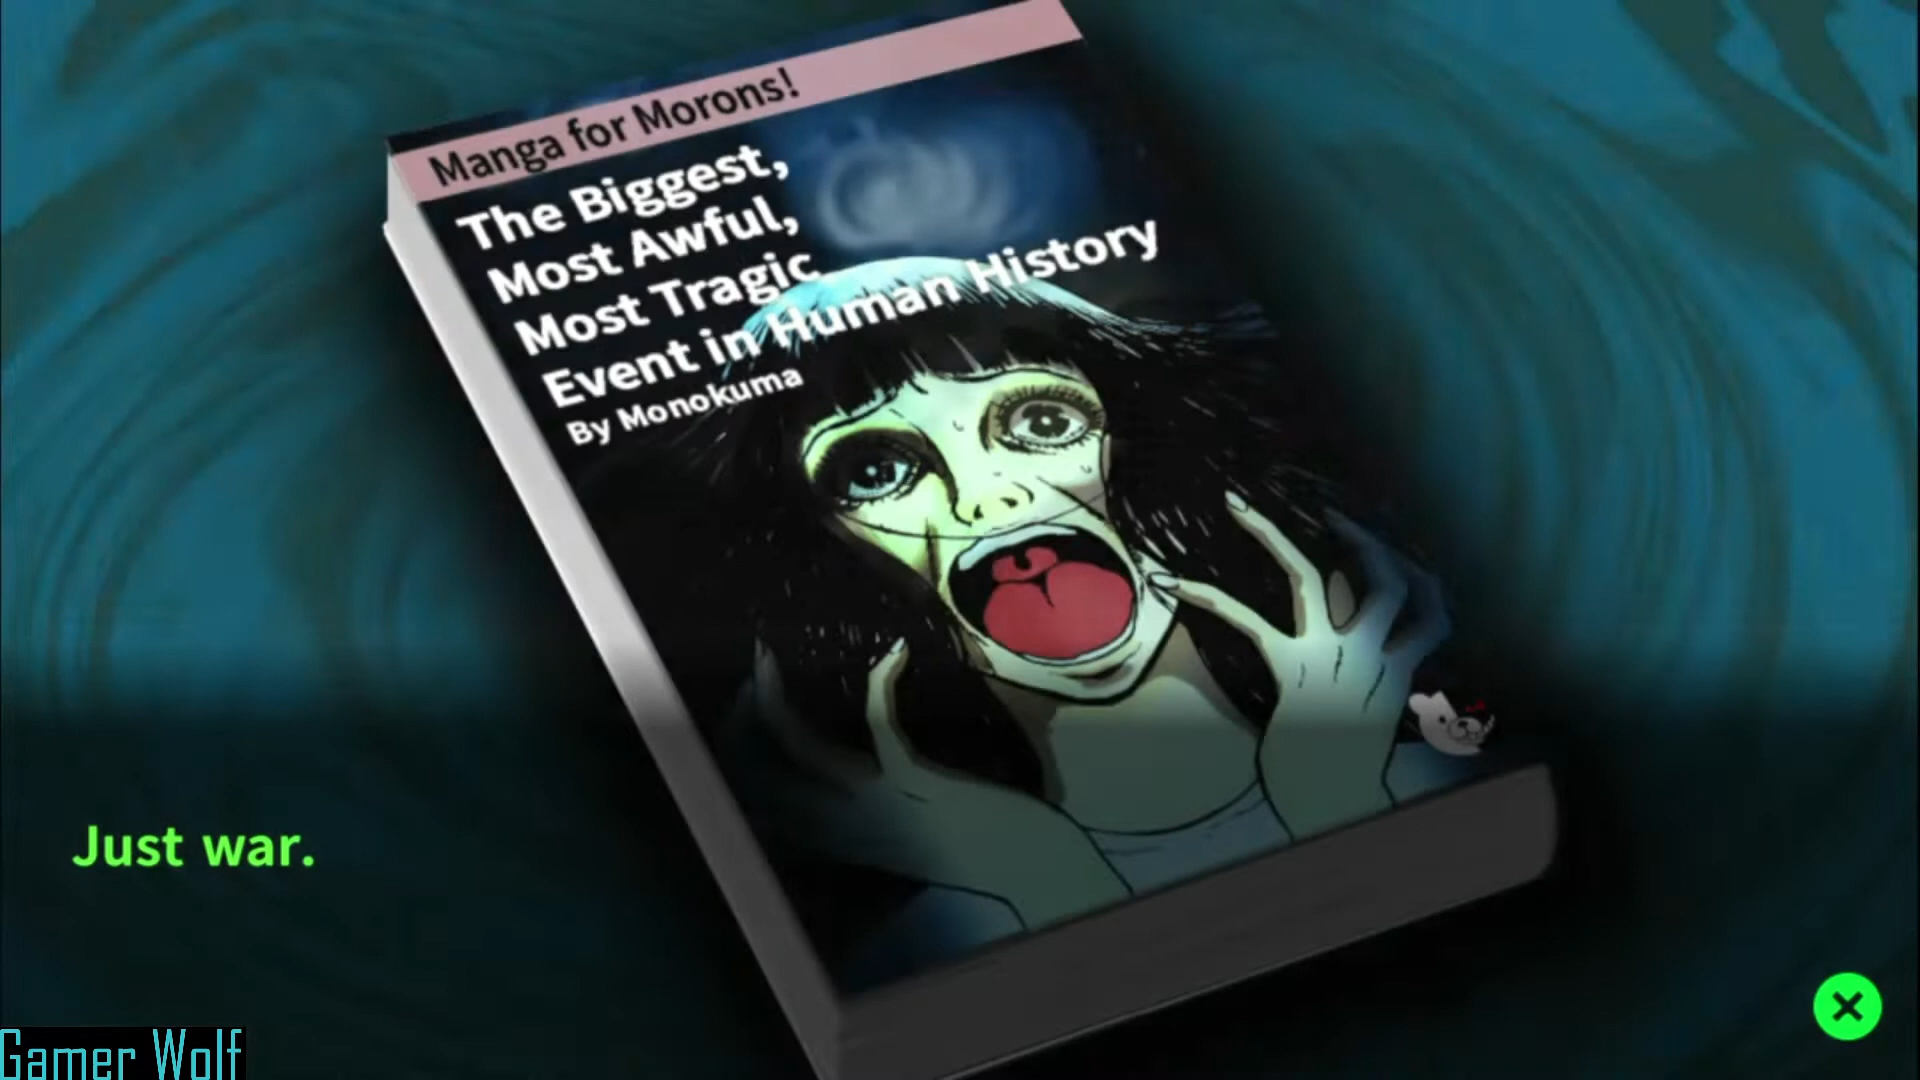 Manga for Morons!
The Biggest,
Most Awful,
Most Tragic
Event in Human History
By Monokuma
Just war.
Gamer Wolf